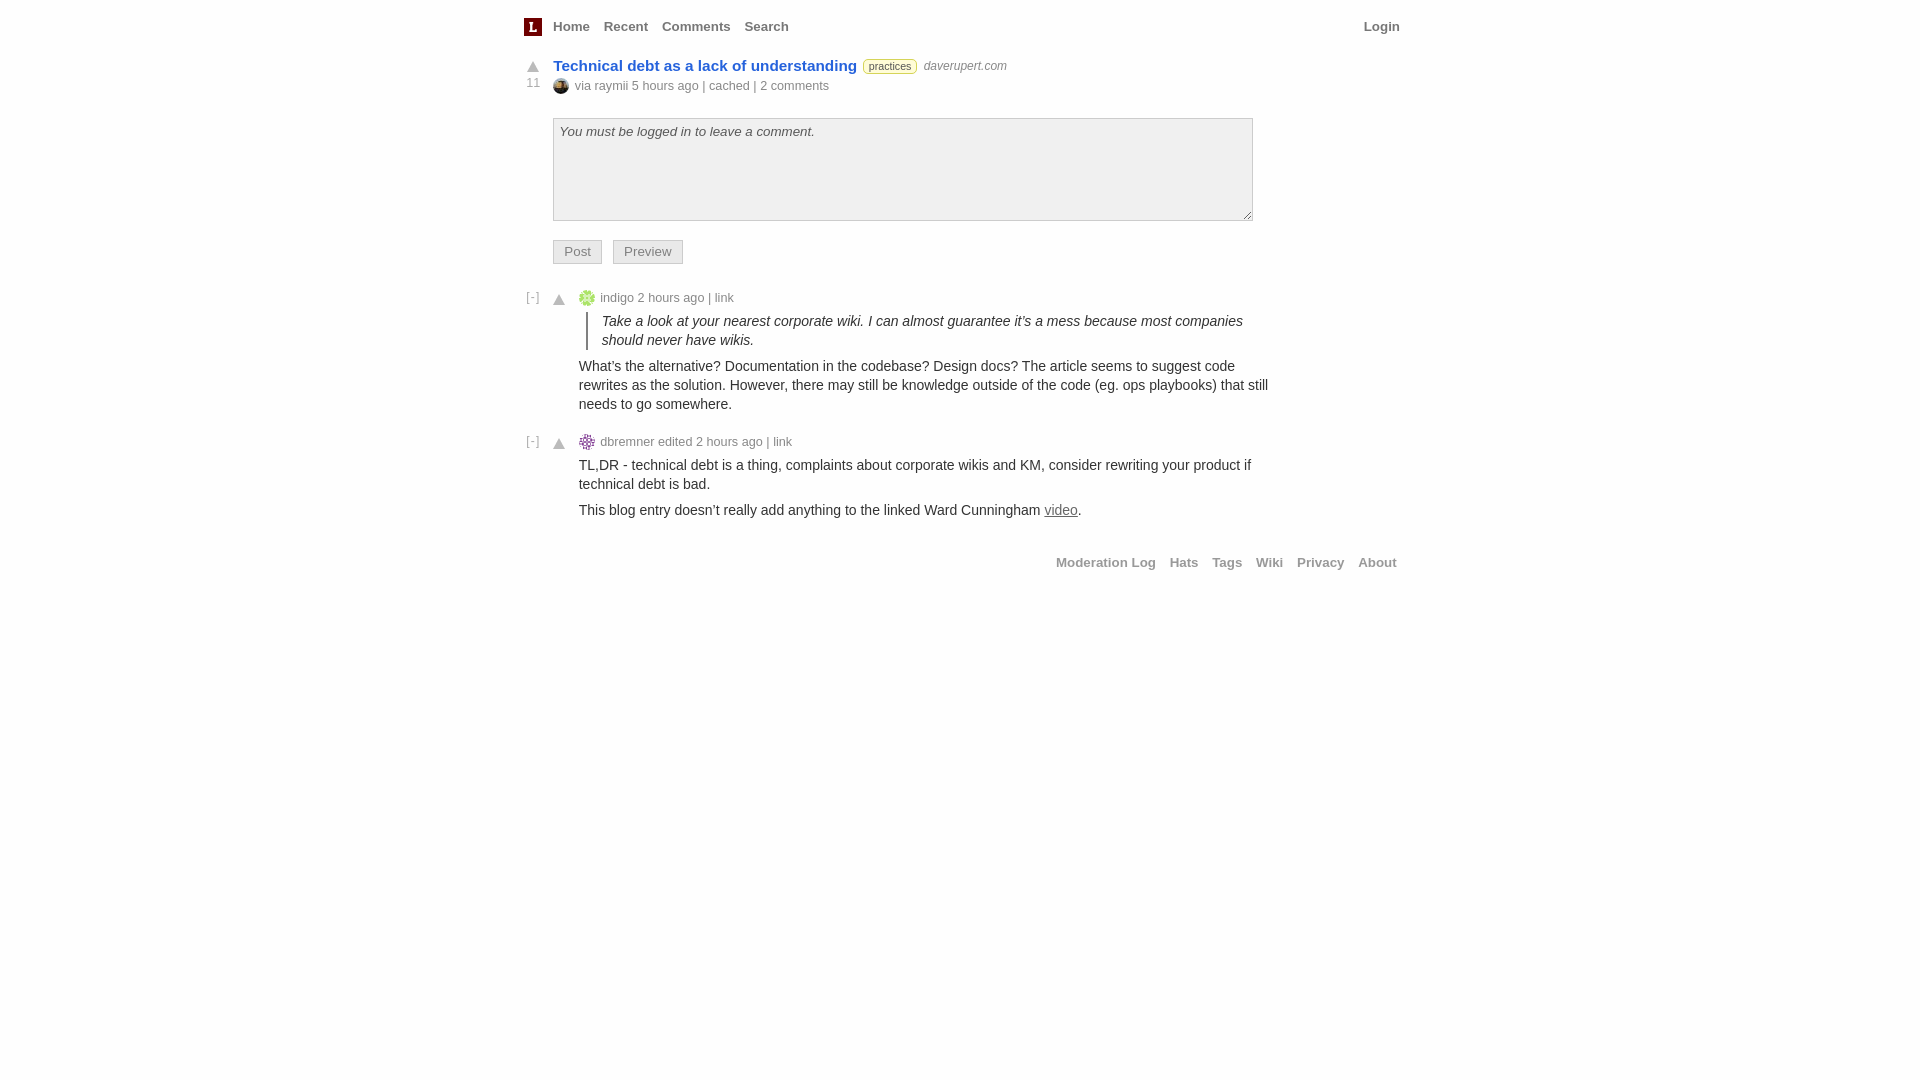 L Home Recent Comments Search Login
Technical debt as a lack of understanding practices daverupert.com
11 via raymii 5 hours ago | cached | 2 comments
You must be logged in to leave a comment.
Post Preview
[-] indigo 2 hours ago | link
Take a look at your nearest corporate wiki. I can almost guarantee it’s a mess because most companies
should never have wikis.
What’s the alternative? Documentation in the codebase? Design docs? The article seems to suggest code
rewrites as the solution. However, there may still be knowledge outside of the code (eg. ops playbooks) that still
needs to go somewhere.
[-] dbremner edited 2 hours ago | link
TL,DR - technical debt is a thing, complaints about corporate wikis and KM, consider rewriting your product if
technical debt is bad.
This blog entry doesn’t really add anything to the linked Ward Cunningham video.
Moderation Log Hats Tags Wiki Privacy About